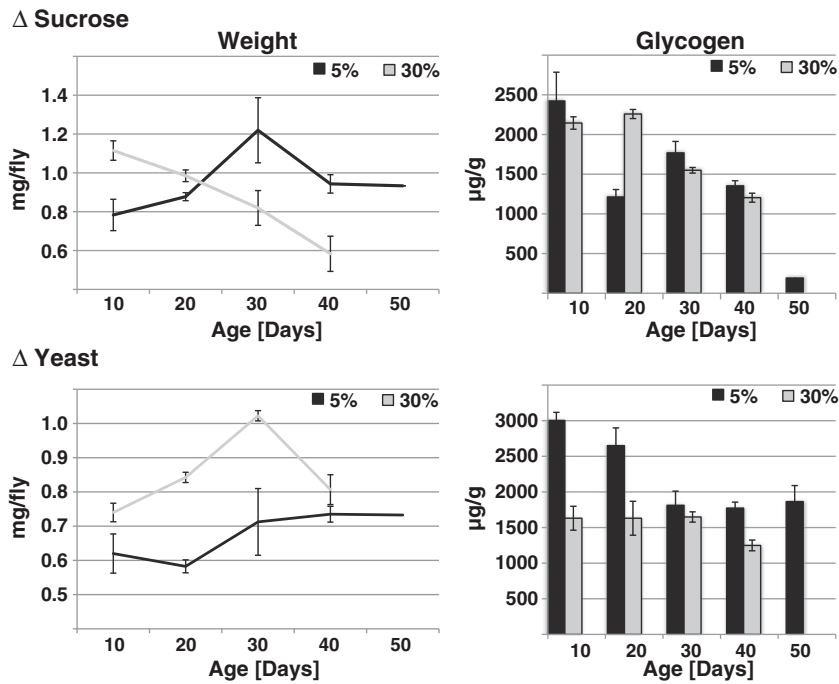 Δ Sucrose
Weight
5% 30%
mg/fly
1.4
1.2
1.0
0.8
0.6
10 20 30 40 50
Age [Days]
Glycogen
5% 30%
µg/g
2500
2000
1500
1000
500
10 20 30 40 50
Age [Days]
Δ Yeast
5% 30%
mg/fly
1.0
0.9
0.8
0.7
0.6
0.5
10 20 30 40 50
Age [Days]
5% 30%
µg/g
3000
2500
2000
1500
1000
500
10 20 30 40 50
Age [Days]